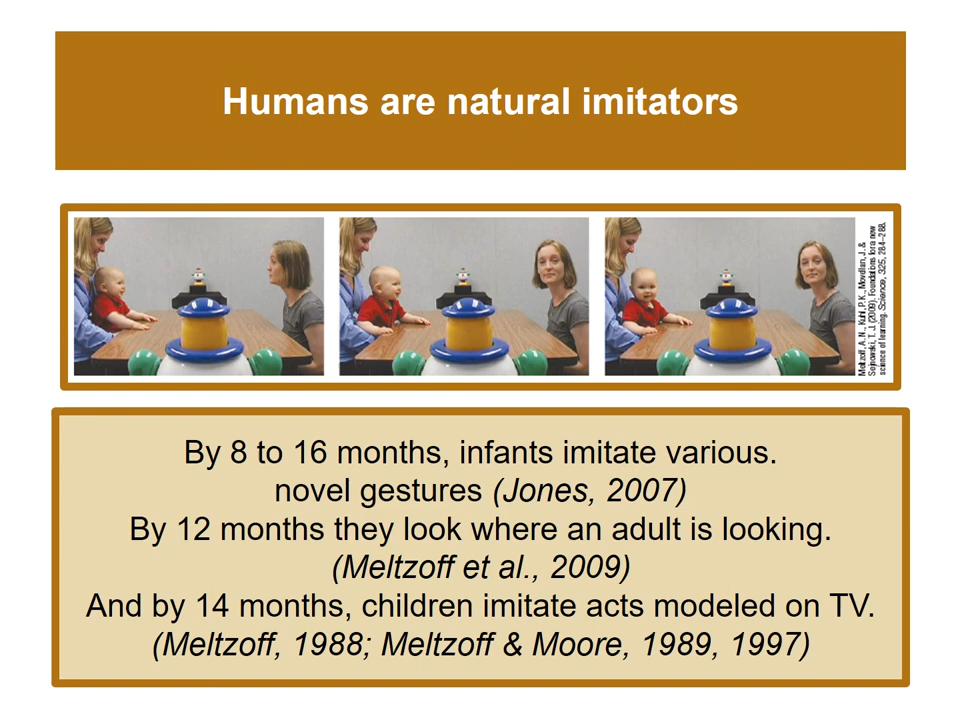 Humans are natural imitators
Meltzoff, A. N., Kuhl, P. K., Movellan, J. &
Sejnowski, T. J. (2009). Foundations for a new
science of learning. Science, 325, 284–288.
By 8 to 16 months, infants imitate various.
novel gestures (Jones, 2007)
By 12 months they look where an adult is looking.
(Meltzoff et al., 2009)
And by 14 months, children imitate acts modeled on TV.
(Meltzoff, 1988; Meltzoff & Moore, 1989, 1997)